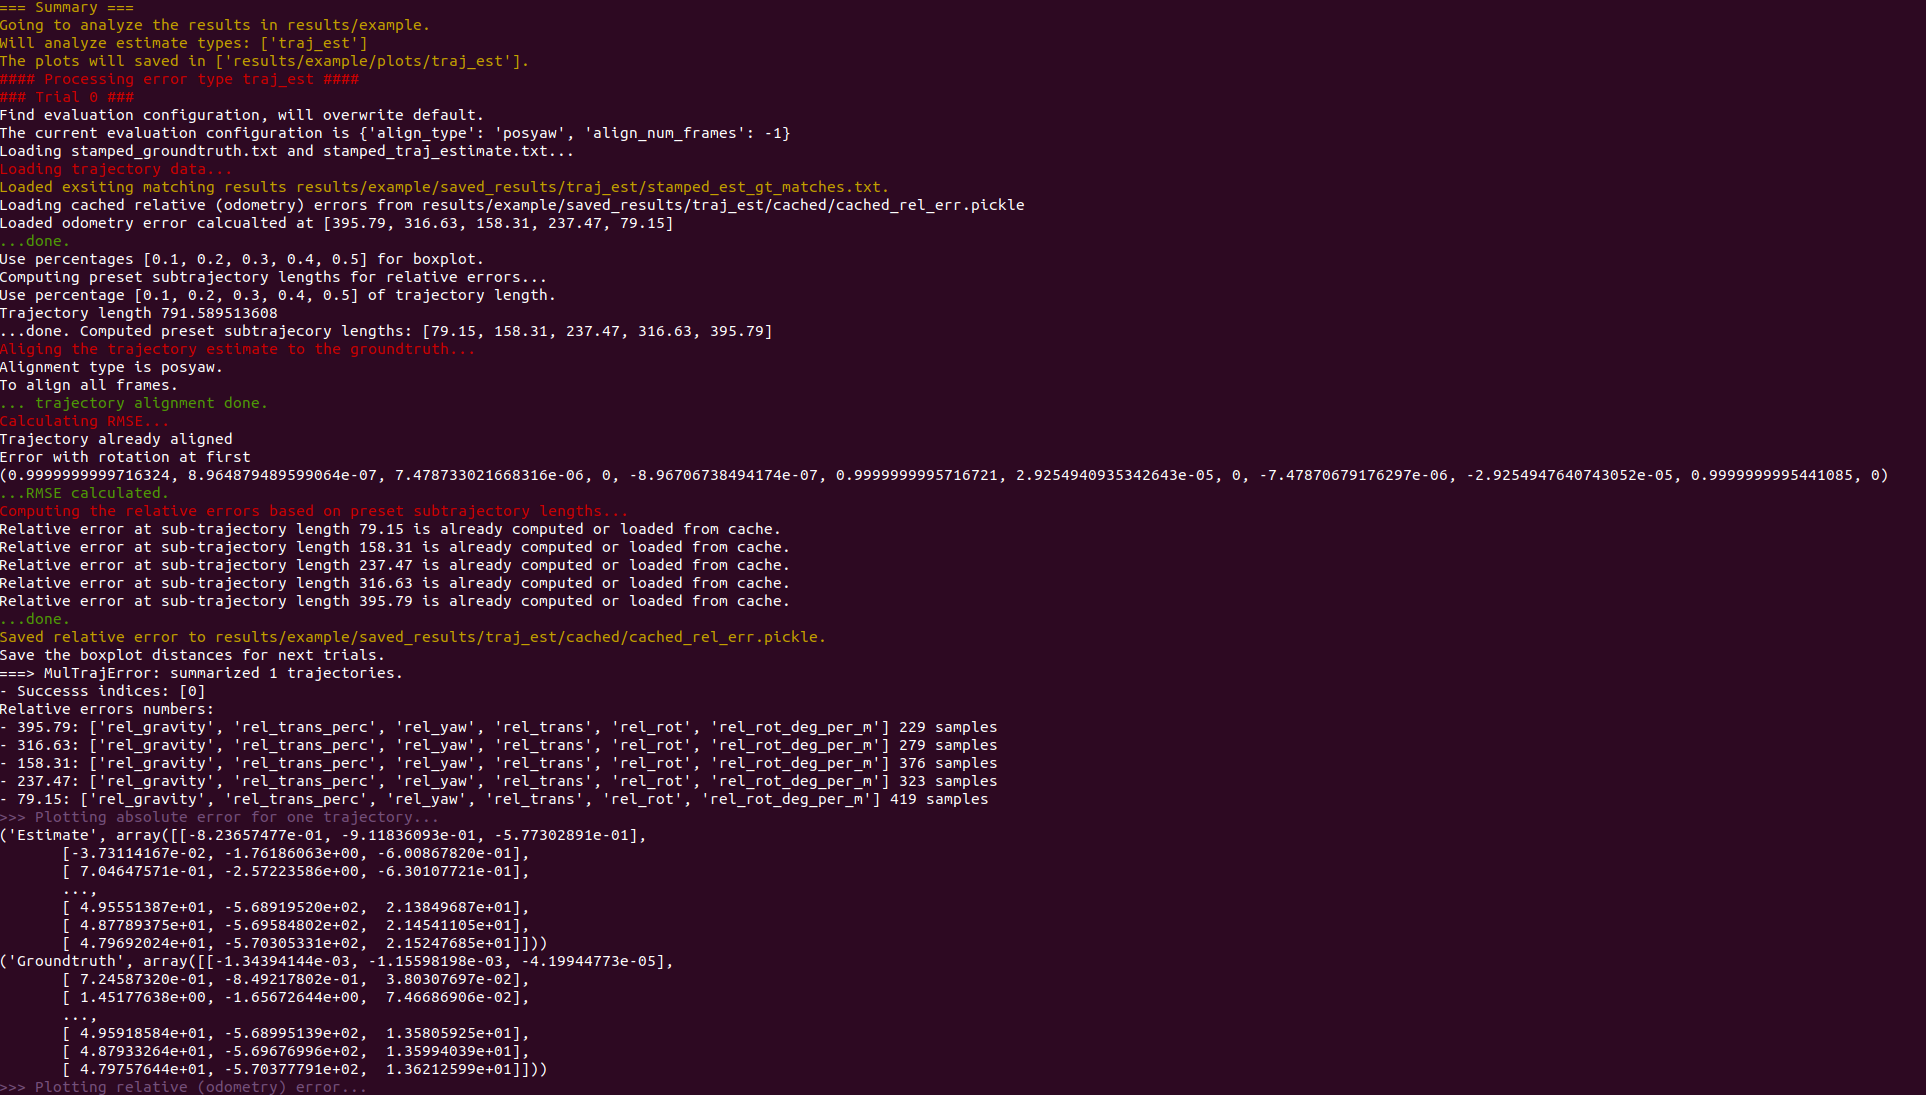 === Summary ===
Going to analyze the results in results/example.
Will analyze estimate types: ['traj_est']
The plots will saved in ['results/example/plots/traj_est'].
#### Processing error type traj_est ####
### Trial 0 ###
Find evaluation configuration, will overwrite default.
The current evaluation configuration is {'align_type': 'posyaw', 'align_num_frames': -1}
Loading stamped_groundtruth.txt and stamped_traj_estimate.txt...
Loading trajectory data...
Loaded exsiting matching results results/example/saved_results/traj_est/stamped_est_gt_matches.txt.
Loading cached relative (odometry) errors from results/example/saved_results/traj_est/cached/cached_rel_err.pickle
Loaded odometry error calcualted at [395.79, 316.63, 158.31, 237.47, 79.15]
...done.
Use percentages [0.1, 0.2, 0.3, 0.4, 0.5] for boxplot.
Computing preset subtrajectory lengths for relative errors...
Use percentage [0.1, 0.2, 0.3, 0.4, 0.5] of trajectory length.
Trajectory length 791.589513608
...done. Computed preset subtrajecory lengths: [79.15, 158.31, 237.47, 316.63, 395.79]
Aliging the trajectory estimate to the groundtruth...
Alignment type is posyaw.
To align all frames.
... trajectory alignment done.
Calculating RMSE...
Trajectory already aligned
Error with rotation at first
(0.9999999999716324, 8.964879489599064e-07, 7.478733021668316e-06, 0, -8.96706738494174e-07, 0.9999999995716721, 2.9254940935342643e-05, 0, -7.47870679176297e-06, -2.9254947640743052e-05, 0.9999999995441085, 0)
...RMSE calculated.
Computing the relative errors based on preset subtrajectory lengths...
Relative error at sub-trajectory length 79.15 is already computed or loaded from cache.
Relative error at sub-trajectory length 158.31 is already computed or loaded from cache.
Relative error at sub-trajectory length 237.47 is already computed or loaded from cache.
Relative error at sub-trajectory length 316.63 is already computed or loaded from cache.
Relative error at sub-trajectory length 395.79 is already computed or loaded from cache.
...done.
Saved relative error to results/example/saved_results/traj_est/cached/cached_rel_err.pickle.
Save the boxplot distances for next trials.
===> MulTrajError: summarized 1 trajectories.
- Successs indices: [0]
Relative errors numbers:
- 395.79: ['rel_gravity', 'rel_trans_perc', 'rel_yaw', 'rel_trans', 'rel_rot', 'rel_rot_deg_per_m'] 229 samples
- 316.63: ['rel_gravity', 'rel_trans_perc', 'rel_yaw', 'rel_trans', 'rel_rot', 'rel_rot_deg_per_m'] 279 samples
- 158.31: ['rel_gravity', 'rel_trans_perc', 'rel_yaw', 'rel_trans', 'rel_rot', 'rel_rot_deg_per_m'] 376 samples
- 237.47: ['rel_gravity', 'rel_trans_perc', 'rel_yaw', 'rel_trans', 'rel_rot', 'rel_rot_deg_per_m'] 323 samples
- 79.15: ['rel_gravity', 'rel_trans_perc', 'rel_yaw', 'rel_trans', 'rel_rot', 'rel_rot_deg_per_m'] 419 samples
>>> Plotting absolute error for one trajectory...
('Estimate', array([[-8.23657477e-01, -9.11836093e-01, -5.77302891e-01],
[-3.73114167e-02, -1.76186063e+00, -6.00867820e-01],
[ 7.04647571e-01, -2.57223586e+00, -6.30107721e-01],
...,
[ 4.95551387e+01, -5.68919520e+02,  2.13849687e+01],
[ 4.87789375e+01, -5.69584802e+02,  2.14541105e+01],
[ 4.79692024e+01, -5.70305331e+02,  2.15247685e+01]]))
('Groundtruth', array([[-1.34394144e-03, -1.15598198e-03, -4.19944773e-05],
[ 7.24587320e-01, -8.49217802e-01,  3.80307697e-02],
[ 1.45177638e+00, -1.65672644e+00,  7.46686906e-02],
...,
[ 4.95918584e+01, -5.68995139e+02,  1.35805925e+01],
[ 4.87933264e+01, -5.69676996e+02,  1.35994039e+01],
[ 4.79757644e+01, -5.70377791e+02,  1.36212599e+01]]))
>>> Plotting relative (odometry) error...